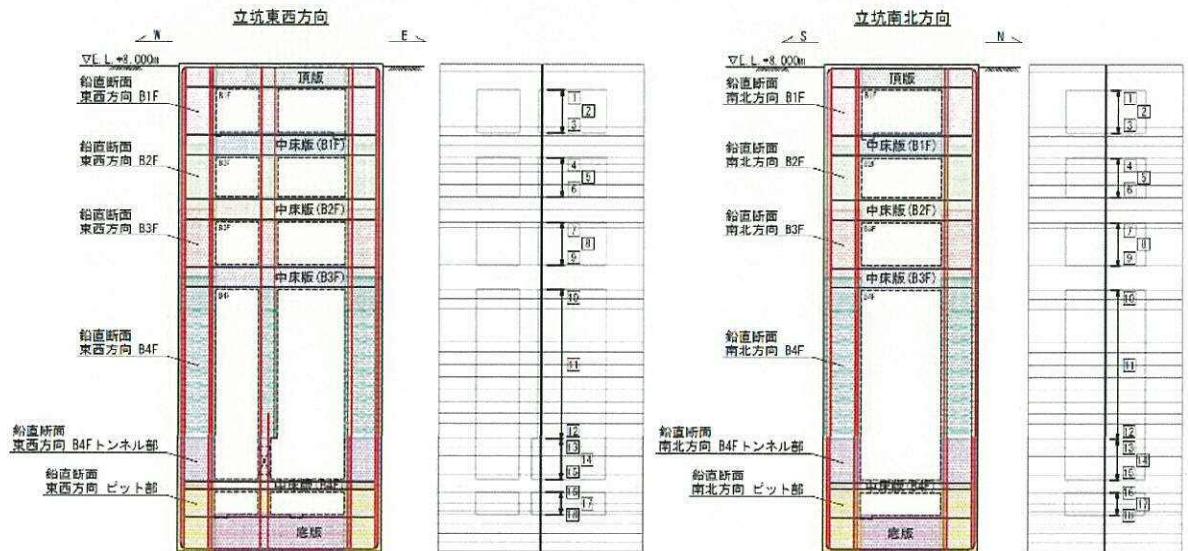 立坑東西方向
W
E
▽E.L.+8.000m
鉛直断面
東西方向 B1F
頂版
B1F
中床版(B1F)
鉛直断面
東西方向 B2F
中床版(B2F)
鉛直断面
東西方向 B3F
中床版(B3F)
B4F
鉛直断面
東西方向 B4F
鉛直断面
東西方向 B4Fトンネル部
鉛直断面
東西方向 ピット部
中床版(B4F)
底版
1
2
3
4
5
6
7
8
9
10
11
12
13
14
15
16
17
18
立坑南北方向
S
N
▽E.L.+8.000m
鉛直断面
南北方向 B1F
頂版
B1F
中床版(B1F)
鉛直断面
南北方向 B2F
中床版(B2F)
鉛直断面
南北方向 B3F
中床版(B3F)
B4F
鉛直断面
南北方向 B4F
鉛直断面
南北方向 B4Fトンネル部
鉛直断面
南北方向 ピット部
中床版(B4F)
底版
1
2
3
4
5
6
7
8
9
10
11
12
13
14
15
16
17
18